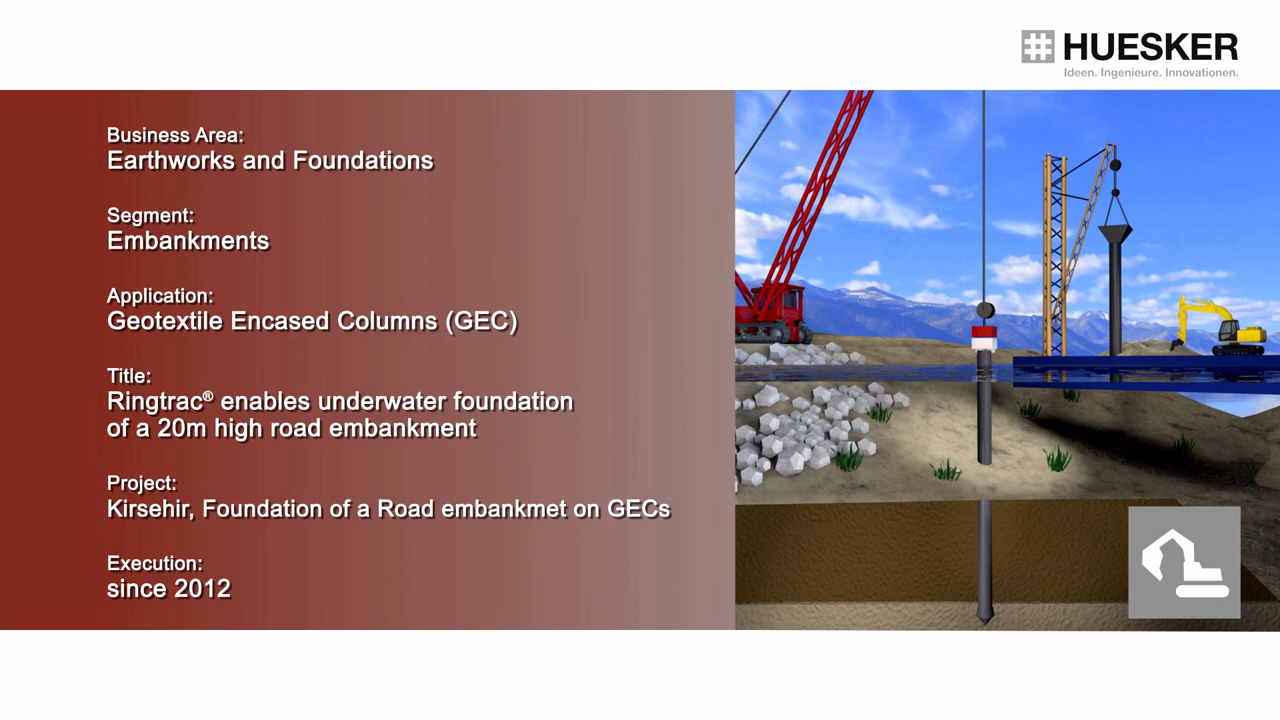 HUESKER
Ideen. Ingenieure. Innovationen.
Business Area:
Earthworks and Foundations
Segment:
Embankments
Application:
Geotextile Encased Columns (GEC)
Title:
Ringtrac® enables underwater foundation
of a 20m high road embankment
Project:
Kirsehir, Foundation of a Road embankmet on GECs
Execution:
since 2012